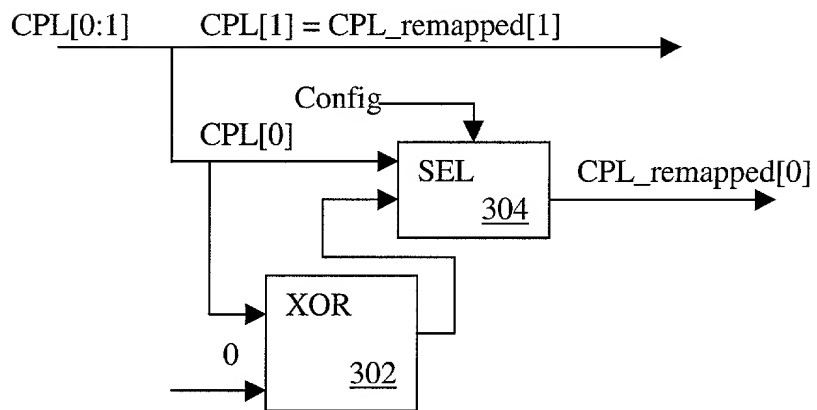 CPL[0:1]
CPL[1] = CPL_remapped[1]
Config
CPL[0]
SEL
304
CPL_remapped[0]
XOR
0
302